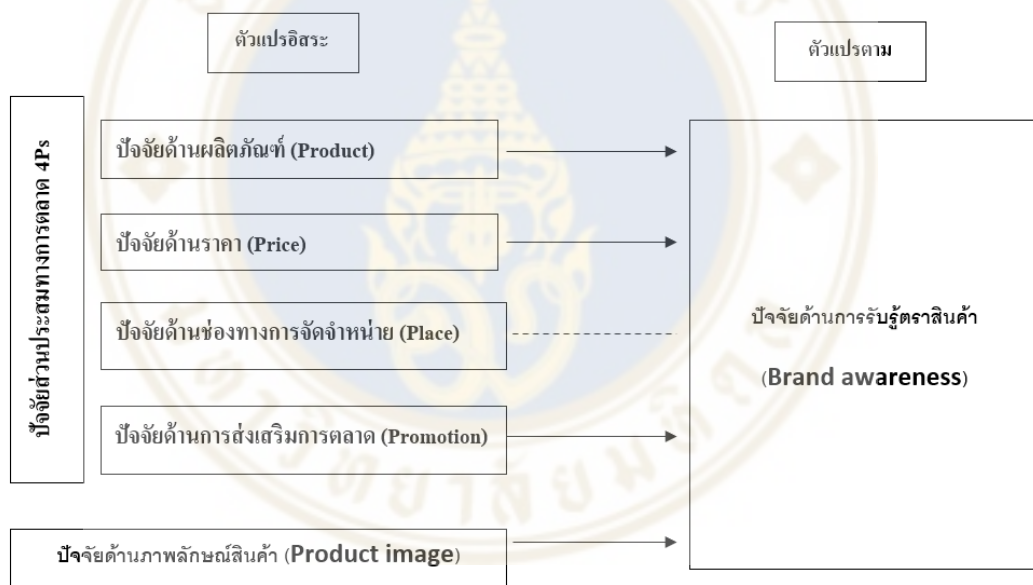 ตัวแปรอิสระ
ตัวแปรตาม
ปัจจัยส่วนประสมทางการตลาด 4Ps
ปัจจัยด้านผลิตภัณฑ์ (Product)
ปัจจัยด้านราคา (Price)
ปัจจัยด้านช่องทางการจัดจำหน่าย (Place)
ปัจจัยด้านการส่งเสริมการตลาด (Promotion)
ปัจจัยด้านภาพลักษณ์สินค้า (Product image)
ปัจจัยด้านการรับรู้ตราสินค้า
(Brand awareness)